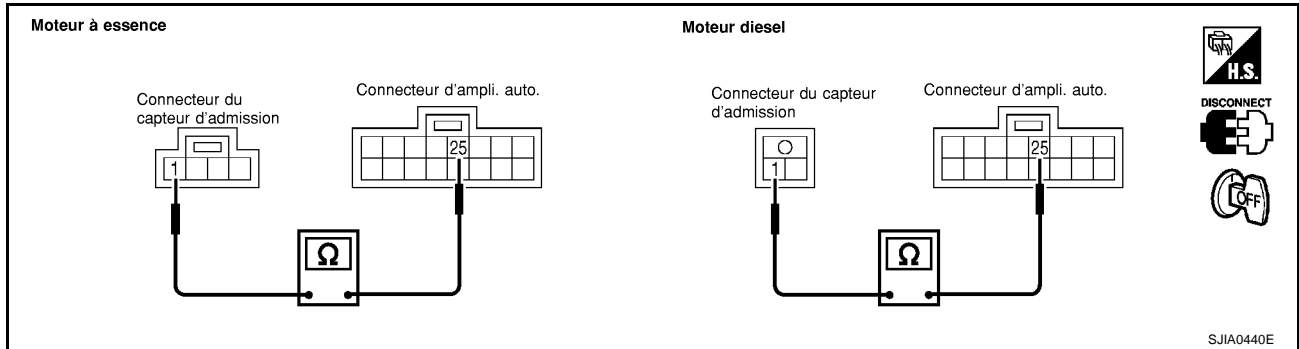 Moteur à essence
Connecteur du
capteur d'admission
1
Connecteur d'ampli. auto.
25
Ω
Moteur diesel
Connecteur du capteur
d'admission
1
Connecteur d'ampli. auto.
25
Ω
H.S.
DISCONNECT
OFF
SJIA0440E